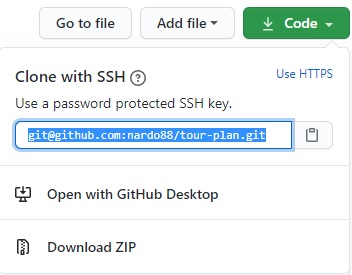 Go to file Add file Code
Clone with SSH ? Use HTTPS
Use a password protected SSH key.
git@github.com:nardo88/tour-plan.git
Open with GitHub Desktop
Download ZIP